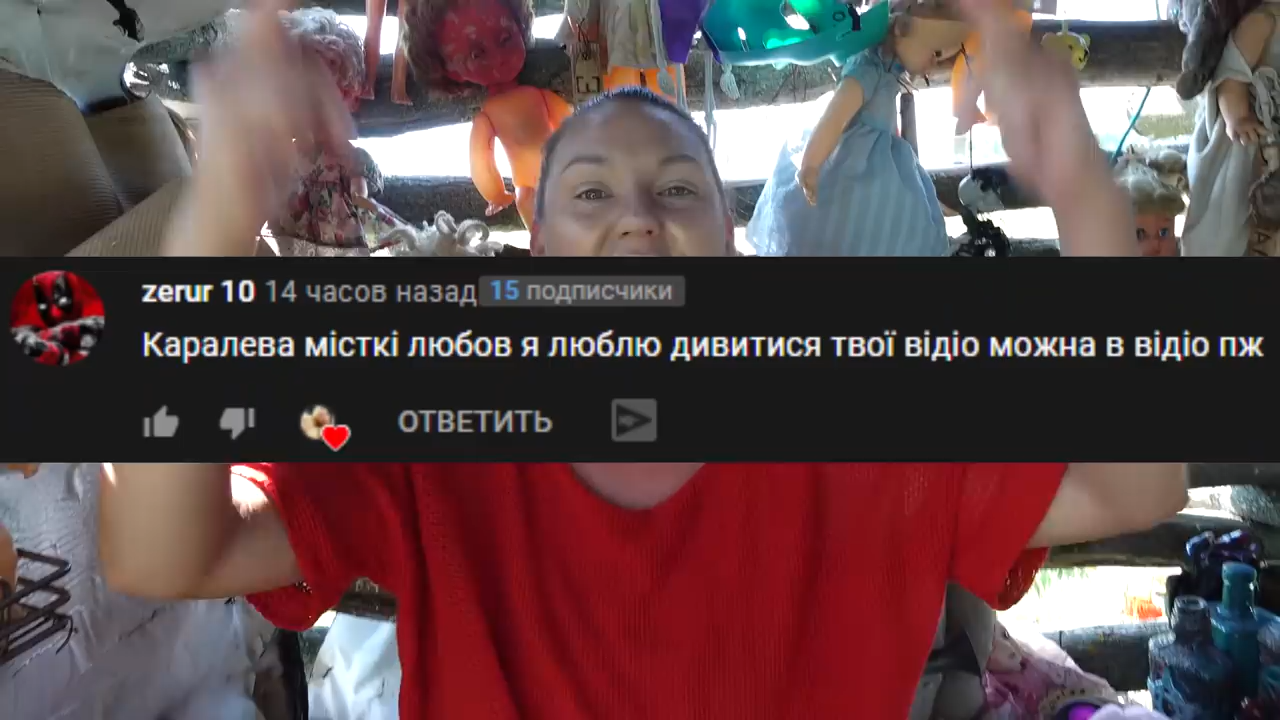 zerur 10 14 часов назад 15 подписчики
Каралева місткі любов я люблю дивитися твої відіо можна в відіо пж
ОТВЕТИТЬ